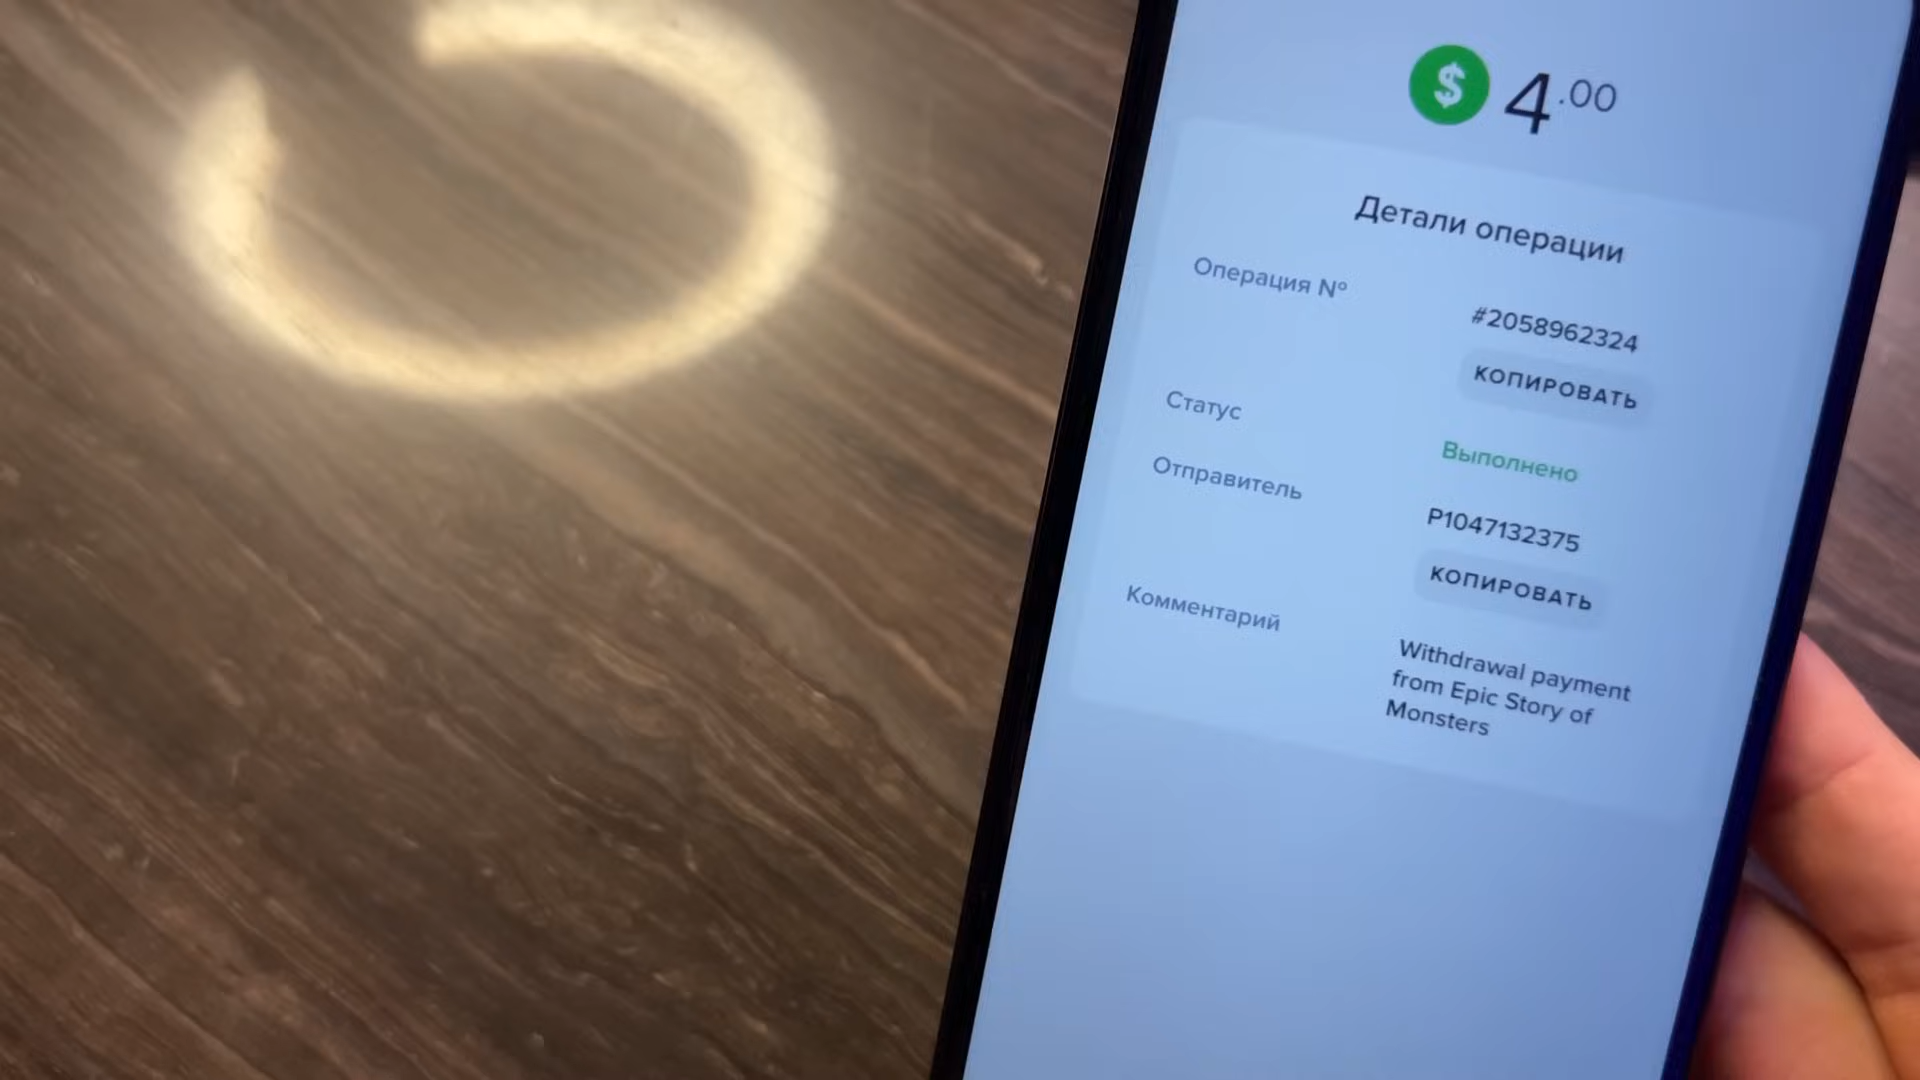 $ 4.00
Детали операции
Операция №
#2058962324
КОПИРОВАТЬ
Статус
Выполнено
Отправитель
P1047132375
КОПИРОВАТЬ
Комментарий
Withdrawal payment
from Epic Story of
Monsters